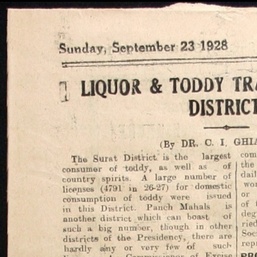 Sunday, September 23 1928
LIQUOR & TODDY
DISTRICT
(By DR. C. I.
The Surat District is the largest
consumer of toddy, as well as of
country spirits. A large number of
licenses (4791 in 26-27) for domestic
consumption of toddy were issued
in this District. Panch Mahals is
another district which can boast of
such a big number, though in other
districts of the Presidency, there are
hardly any or very few of such
Commissioner of Excise